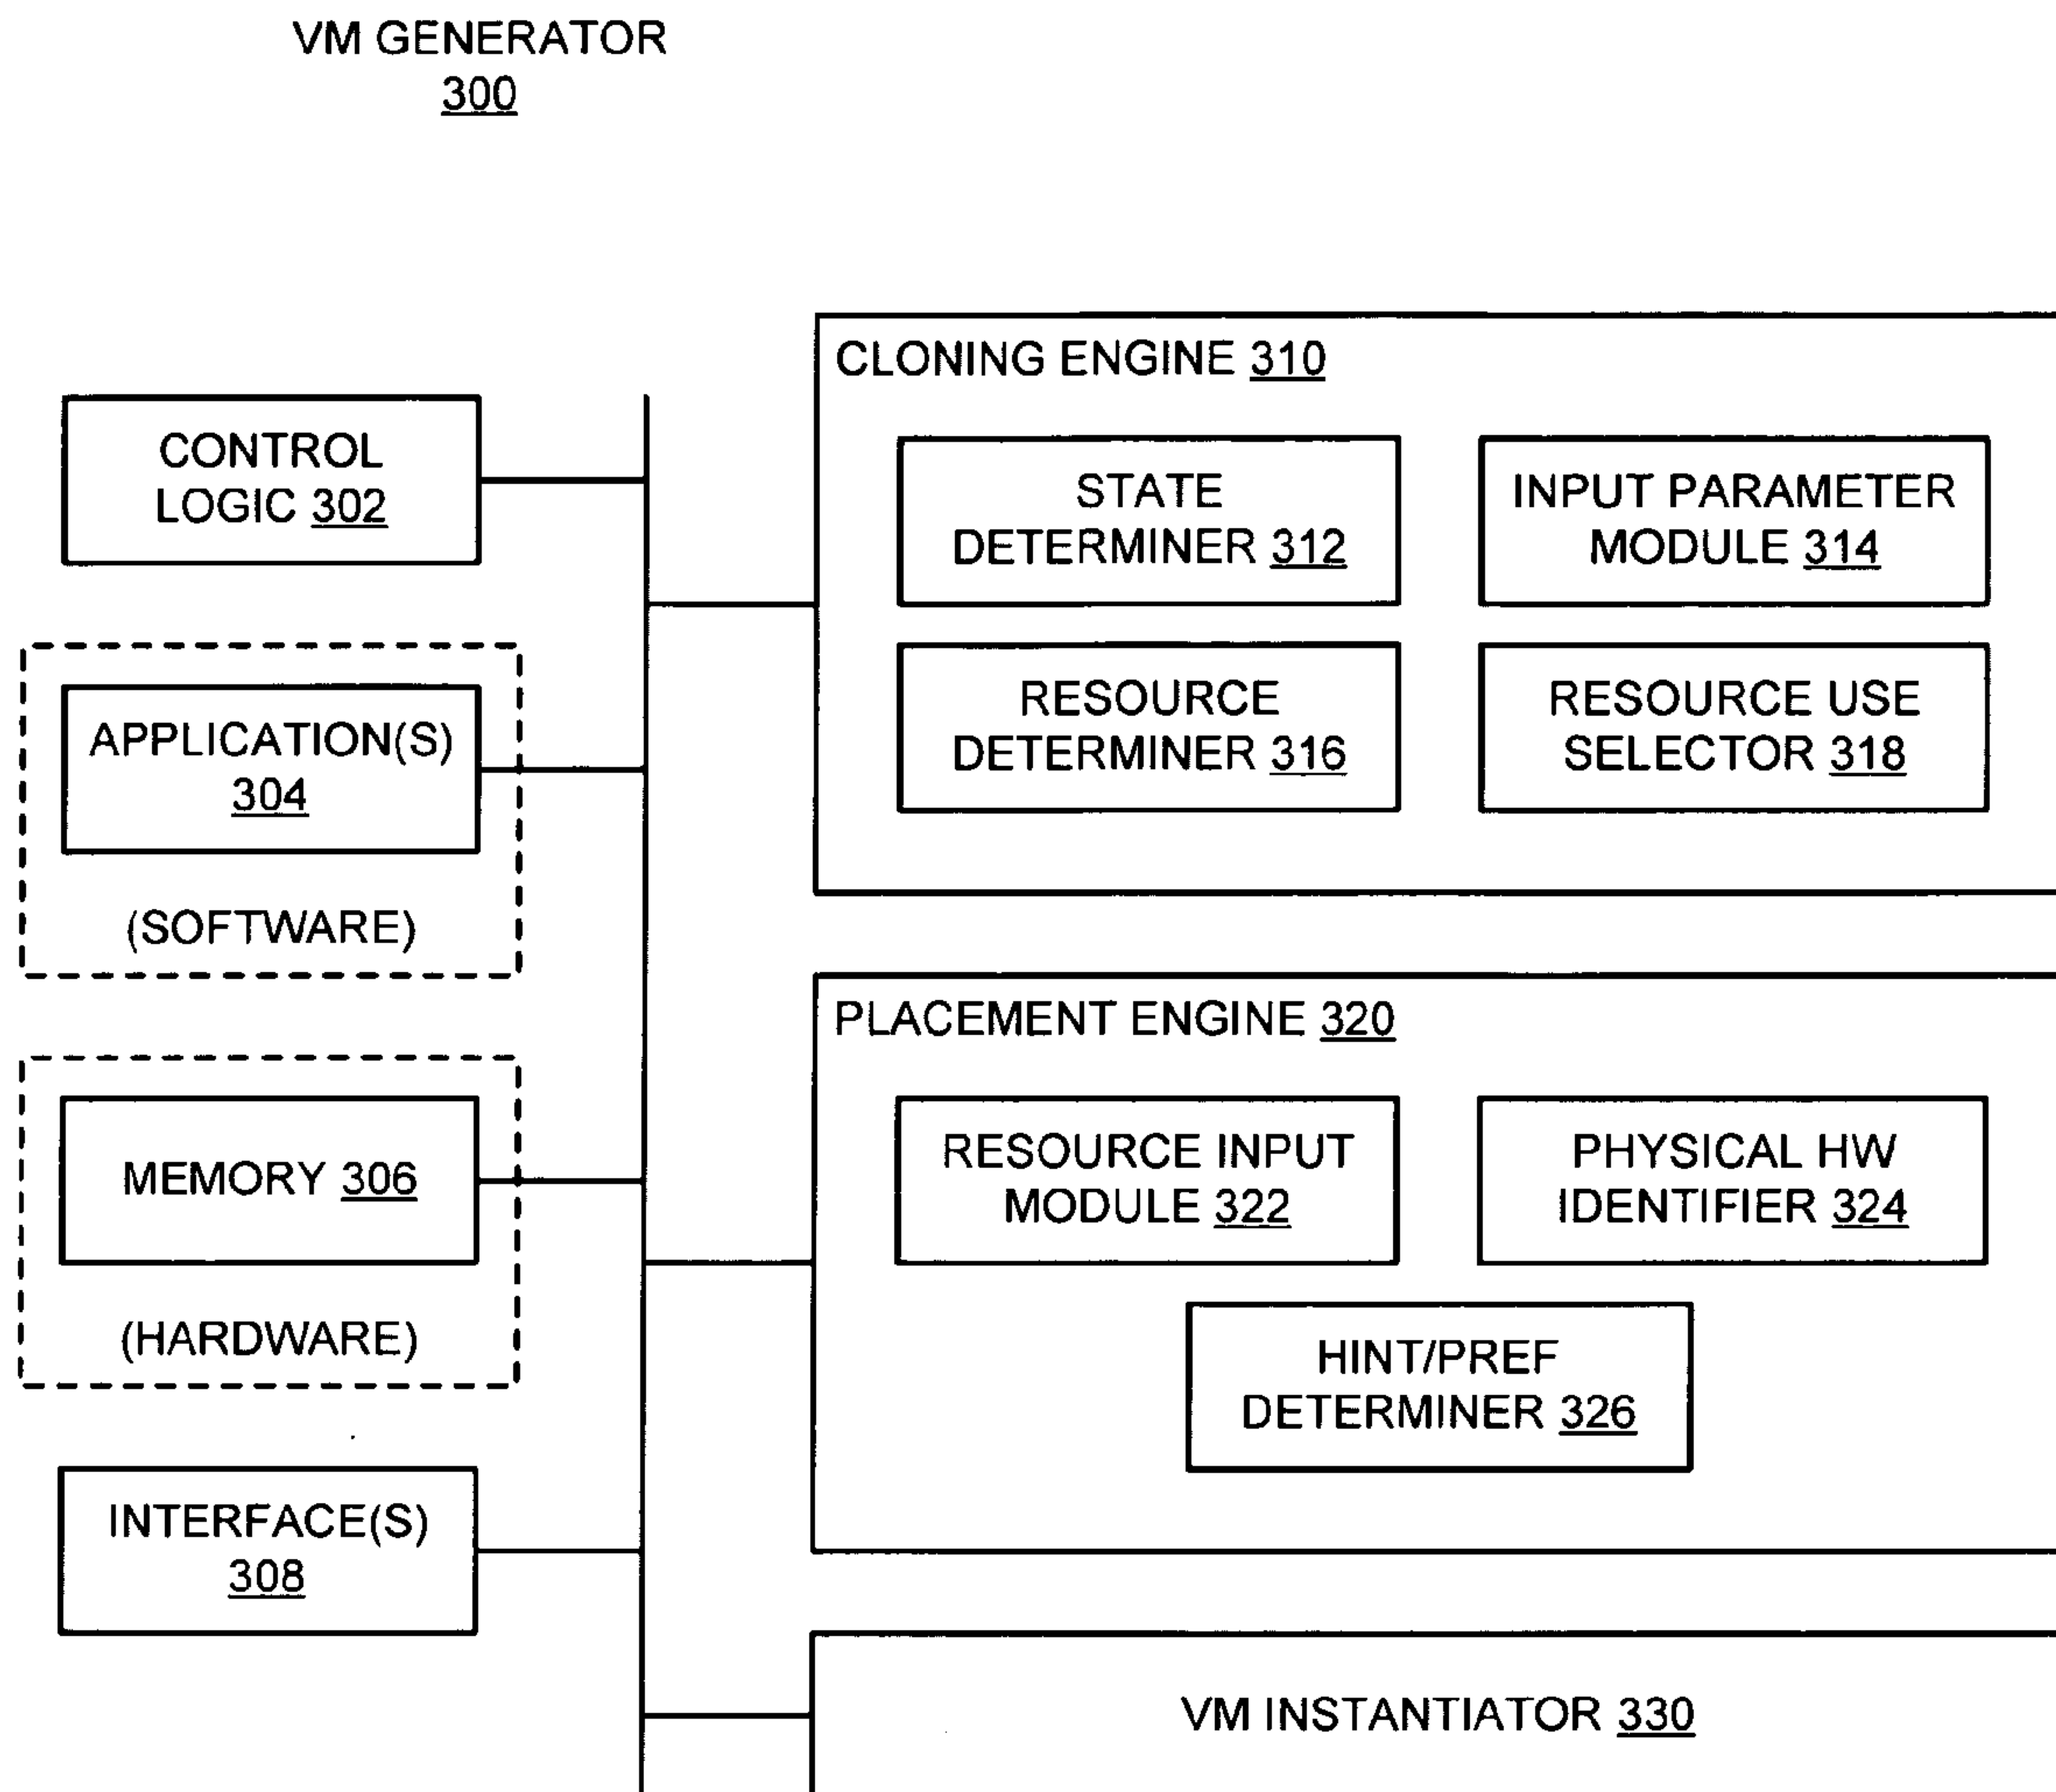 VM GENERATOR
300
CONTROL
LOGIC 302
APPLICATION(S)
304
(SOFTWARE)
MEMORY 306
(HARDWARE)
INTERFACE(S)
308
CLONING ENGINE 310
STATE
DETERMINER 312
INPUT PARAMETER
MODULE 314
RESOURCE
DETERMINER 316
RESOURCE USE
SELECTOR 318
PLACEMENT ENGINE 320
RESOURCE INPUT
MODULE 322
PHYSICAL HW
IDENTIFIER 324
HINT/PREF
DETERMINER 326
VM INSTANTIATOR 330